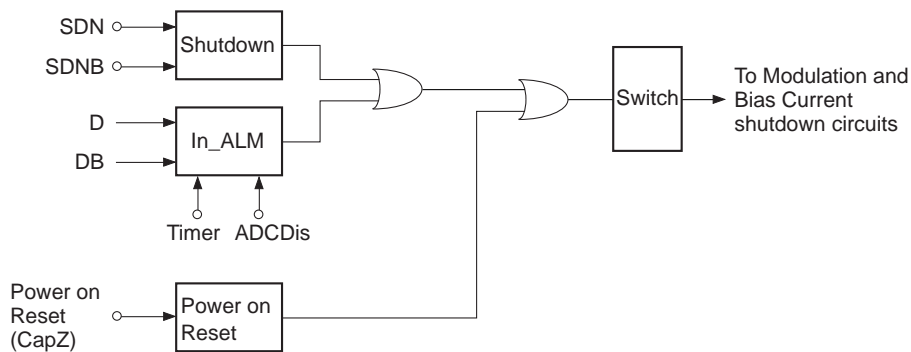 SDN
SDNB
Shutdown
D
DB
In_ALM
Timer
ADCDis
Power on
Reset
(CapZ)
Power on
Reset
Switch
To Modulation and
Bias Current
shutdown circuits